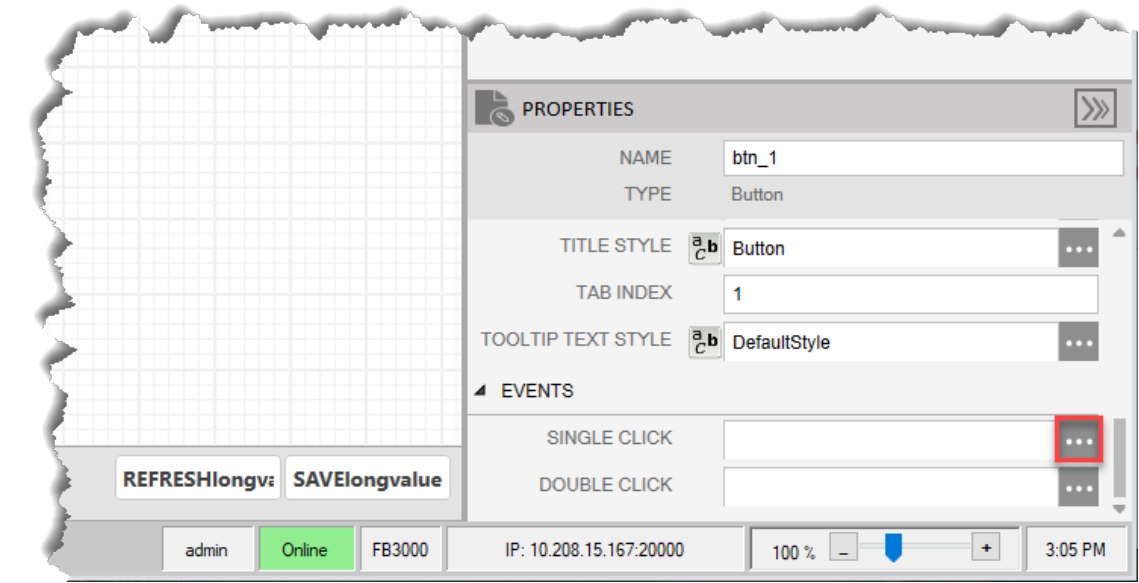 PROPERTIES
NAME btn_1
TYPE Button
TITLE STYLE a b c Button ...
TAB INDEX 1
TOOLTIP TEXT STYLE a b c DefaultStyle ...
EVENTS
SINGLE CLICK ...
DOUBLE CLICK ...
REFRESHlongva SAVElongvalue
admin Online FB3000 IP: 10.208.15.167:20000 100 % - + 3:05 PM